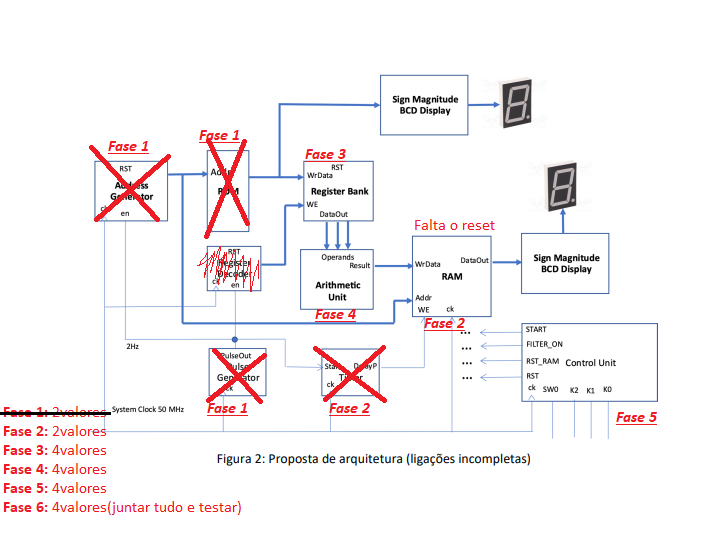 Sign Magnitude
BCD Display
Fase 1
RST
Address
Generator
ck
en
Fase 1
Addr
ROM
Fase 3
RST
WrData
Register Bank
WE
DataOut
Falta o reset
RST
Register
Decoder
ck
en
Operands
Result
Arithmetic
Unit
Fase 4
WrData
DataOut
RAM
Addr
WE
ck
Fase 2
Sign Magnitude
BCD Display
2Hz
PulseOut
Pulse
Generator
ck
Fase 1
Start
DelayP
Timer
ck
Fase 2
...
...
...
START
FILTER_ON
RST_RAM
Control Unit
RST
ck
SW0
K2
K1
K0
Fase 5
System Clock 50 MHz
Fase 1: 2valores
Fase 2: 2valores
Fase 3: 4valores
Fase 4: 4valores
Fase 5: 4valores
Fase 6: 4valores(juntar tudo e testar)
Figura 2: Proposta de arquitetura (ligações incompletas)